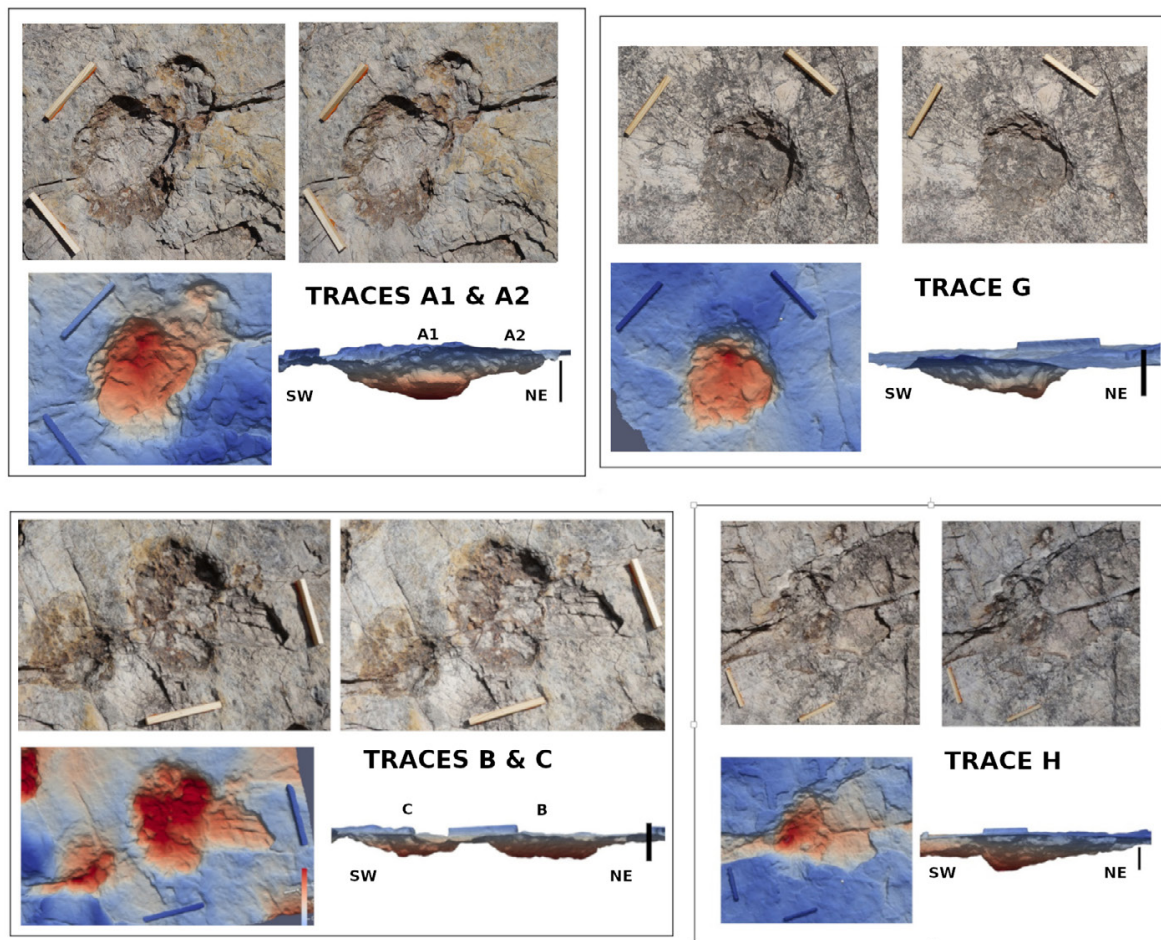 TRACES A1 & A2
A1
A2
SW
NE
TRACE G
SW
NE
TRACES B & C
C
B
SW
NE
TRACE H
SW
NE